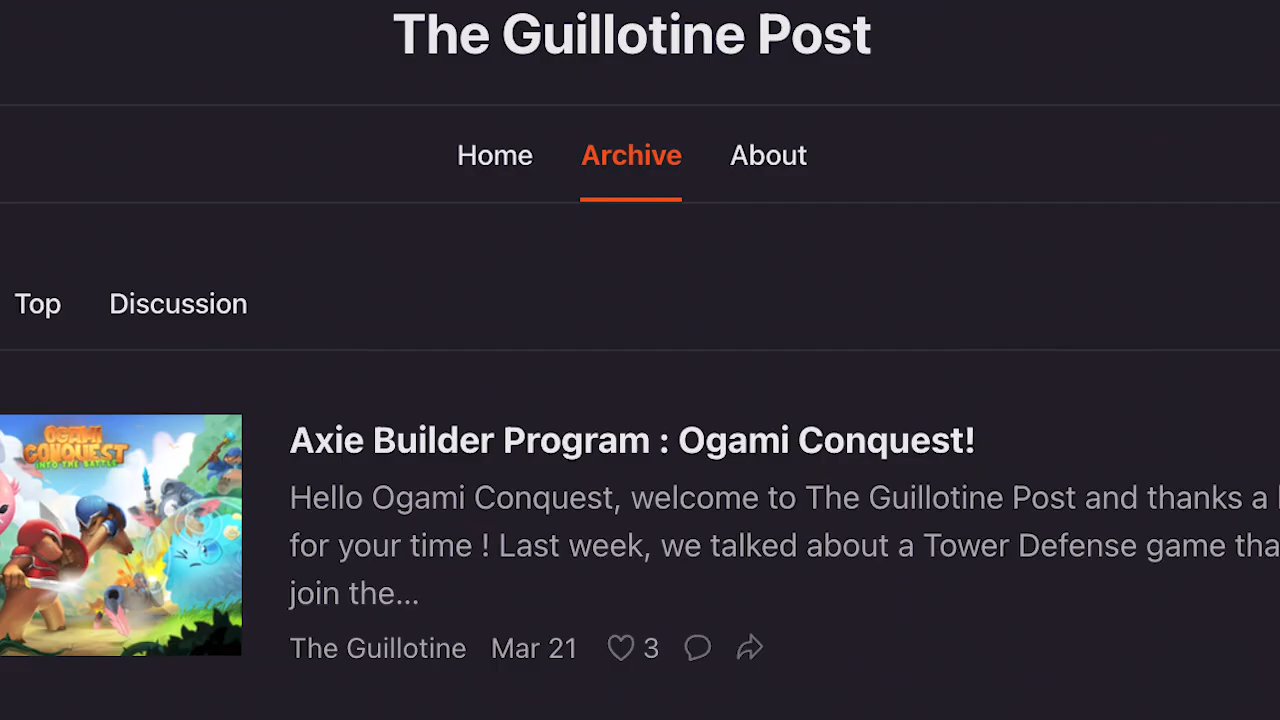 The Guillotine Post
Home Archive About
Top Discussion
OGAMI
CONQUEST
INTO THE BATTLE
Axie Builder Program : Ogami Conquest!
Hello Ogami Conquest, welcome to The Guillotine Post and thanks a
for your time ! Last week, we talked about a Tower Defense game tha
join the...
The Guillotine Mar 21 3